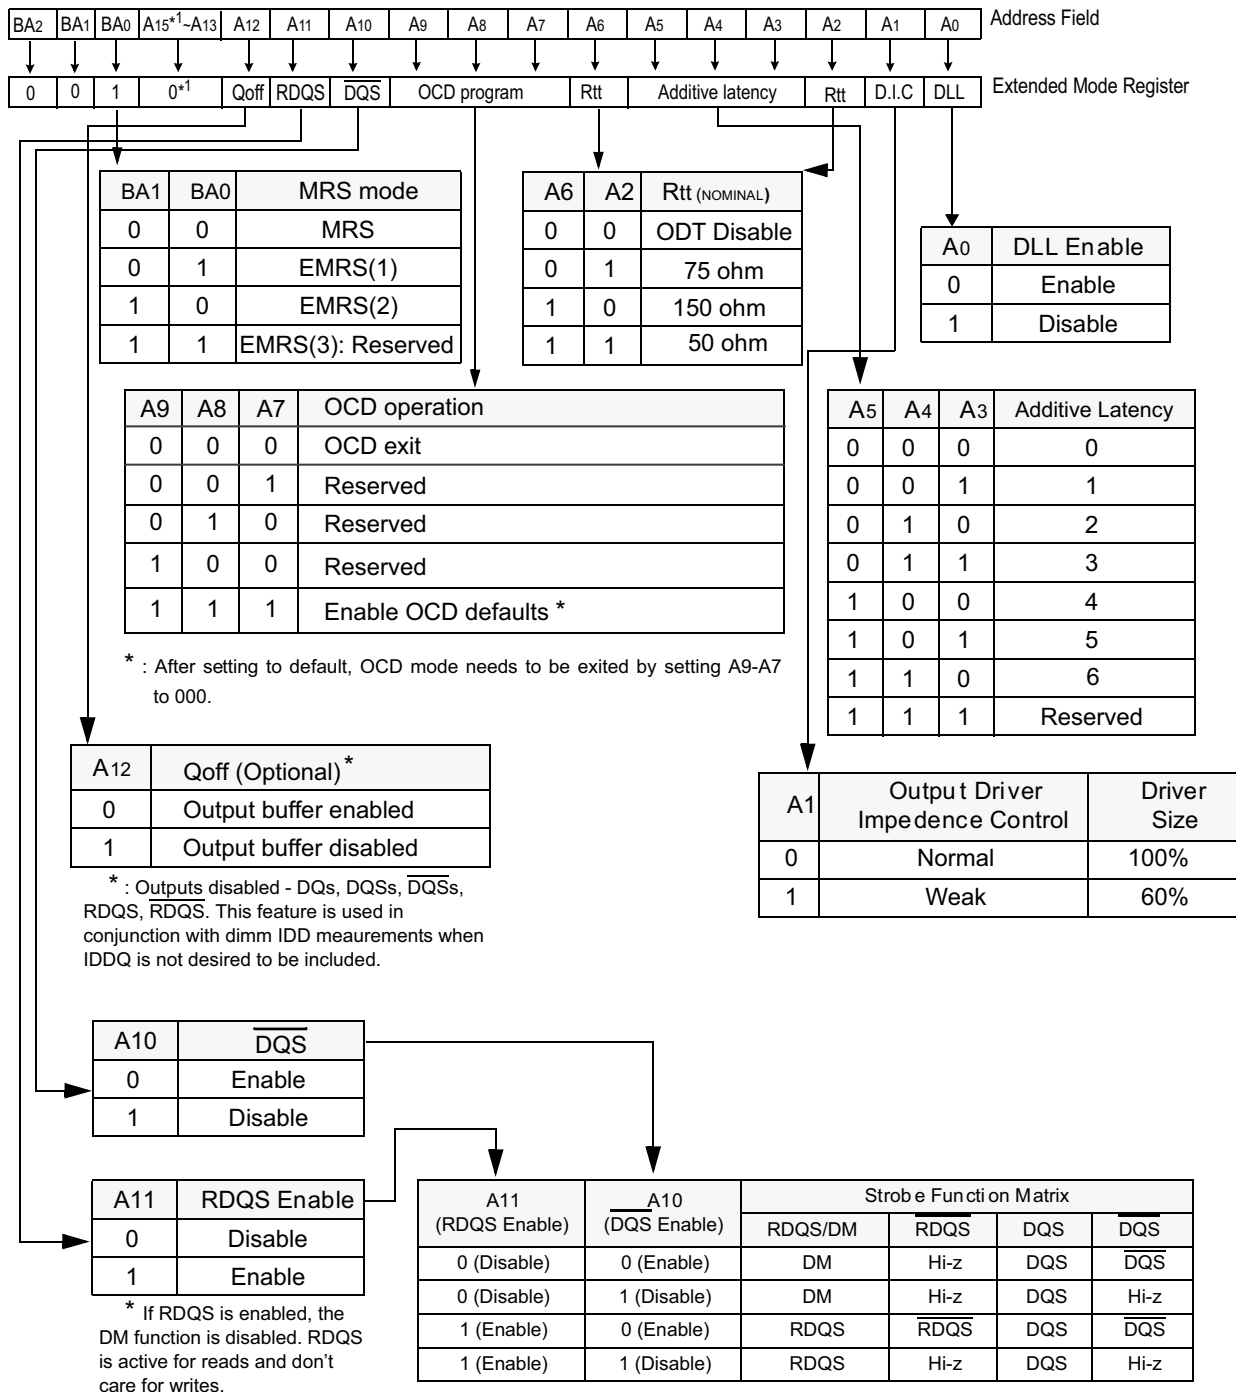 BA2 BA1 BA0 A15*1~A13 A12 A11 A10 A9 A8 A7 A6 A5 A4 A3 A2 A1 A0 Address Field
0 0 1 0*1 Qoff RDQS DQS OCD program Rtt Additive latency Rtt D.I.C DLL Extended Mode Register
BA1 BA0 MRS mode
0 0 MRS
0 1 EMRS(1)
1 0 EMRS(2)
1 1 EMRS(3): Reserved
A6 A2 Rtt (NOMINAL)
0 0 ODT Disable
0 1 75 ohm
1 0 150 ohm
1 1 50 ohm
A0 DLL Enable
0 Enable
1 Disable
A9 A8 A7 OCD operation
0 0 0 OCD exit
0 0 1 Reserved
0 1 0 Reserved
1 0 0 Reserved
1 1 1 Enable OCD defaults *
* : After setting to default, OCD mode needs to be exited by setting A9-A7
to 000.
A5 A4 A3 Additive Latency
0 0 0 0
0 0 1 1
0 1 0 2
0 1 1 3
1 0 0 4
1 0 1 5
1 1 0 6
1 1 1 Reserved
A12 Qoff (Optional)*
0 Output buffer enabled
1 Output buffer disabled
* : Outputs disabled - DQs, DQSs, DQSs,
RDQS, RDQS. This feature is used in
conjunction with dimm IDD meaurements when
IDDQ is not desired to be included.
A1 Output Driver Impedence Control Driver Size
0 Normal 100%
1 Weak 60%
A10 DQS
0 Enable
1 Disable
A11 RDQS Enable
0 Disable
1 Enable
* If RDQS is enabled, the
DM function is disabled. RDQS
is active for reads and don't
care for writes.
A11 (RDQS Enable) A10 (DQS Enable) Strobe Function Matrix
RDQS/DM RDQS DQS DQS
0 (Disable) 0 (Enable) DM Hi-z DQS DQS
0 (Disable) 1 (Disable) DM Hi-z DQS Hi-z
1 (Enable) 0 (Enable) RDQS RDQS DQS DQS
1 (Enable) 1 (Disable) RDQS Hi-z DQS Hi-z